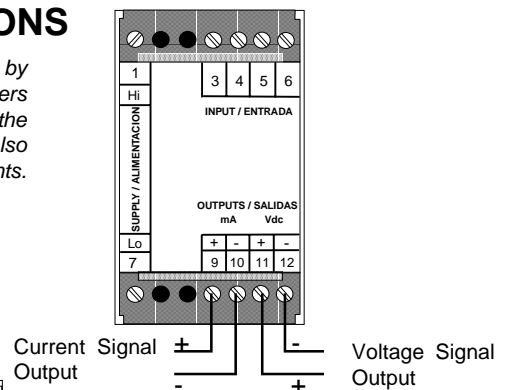 ONS
by
ers
the
lso
nts.
1
Hi
3 4 5 6
INPUT / ENTRADA
SUPPLY / ALIMENTACION
OUTPUTS / SALIDAS
mA Vdc
Lo
+ - + -
7
9 10 11 12
Current Signal + - Voltage Signal
Output - + Output